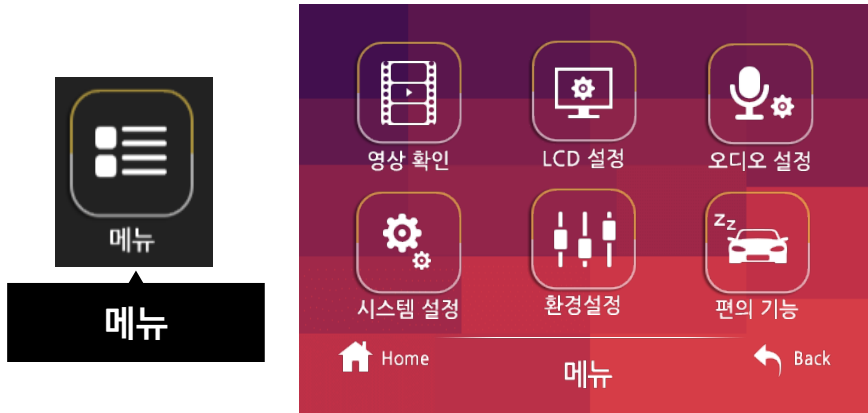 메뉴
메뉴
영상 확인
LCD 설정
오디오 설정
시스템 설정
환경설정
편의 기능
Home
메뉴
Back